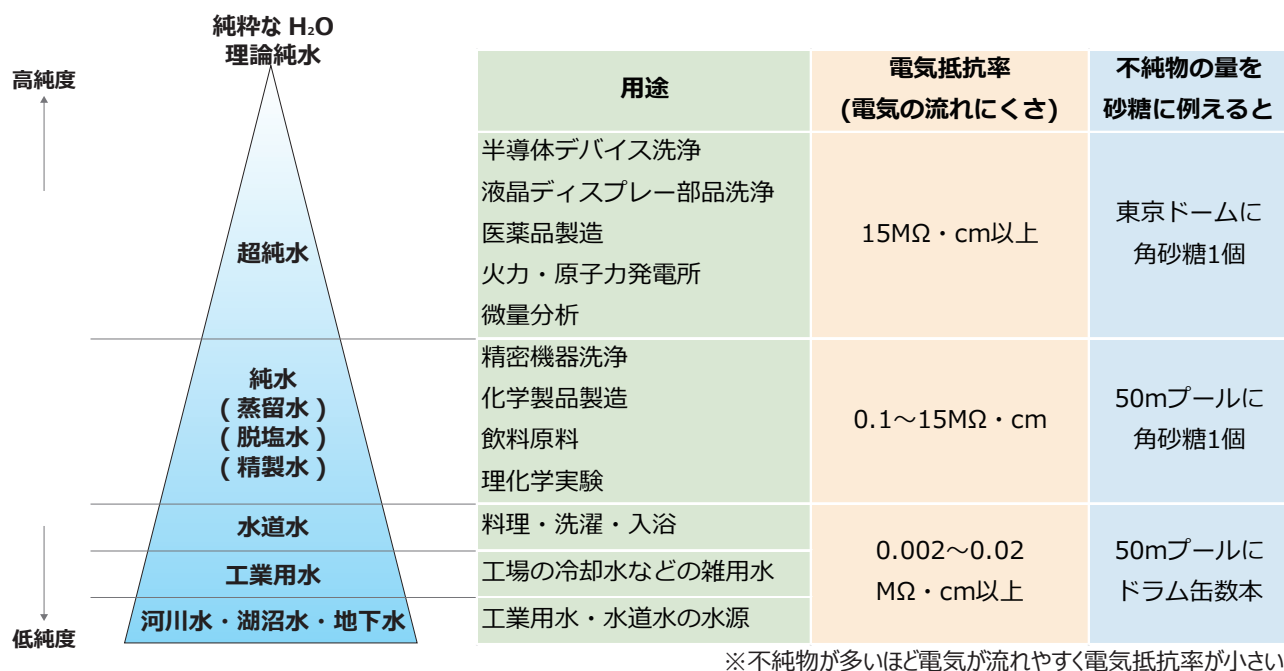 純粋な H₂O
理論純水
高純度
超純水
純水
( 蒸留水 )
( 脱塩水 )
( 精製水 )
水道水
工業用水
河川水・湖沼水・地下水
低純度
用途
電気抵抗率
(電気の流れにくさ)
不純物の量を
砂糖に例えると
半導体デバイス洗浄
液晶ディスプレー部品洗浄
医薬品製造
火力・原子力発電所
微量分析
15MΩ・cm以上
東京ドームに
角砂糖1個
精密機器洗浄
化学製品製造
飲料原料
理化学実験
0.1～15MΩ・cm
50mプールに
角砂糖1個
料理・洗濯・入浴
工場の冷却水などの雑用水
工業用水・水道水の水源
0.002～0.02
MΩ・cm以上
50mプールに
ドラム缶数本
※不純物が多いほど電気が流れやすく電気抵抗率が小さい